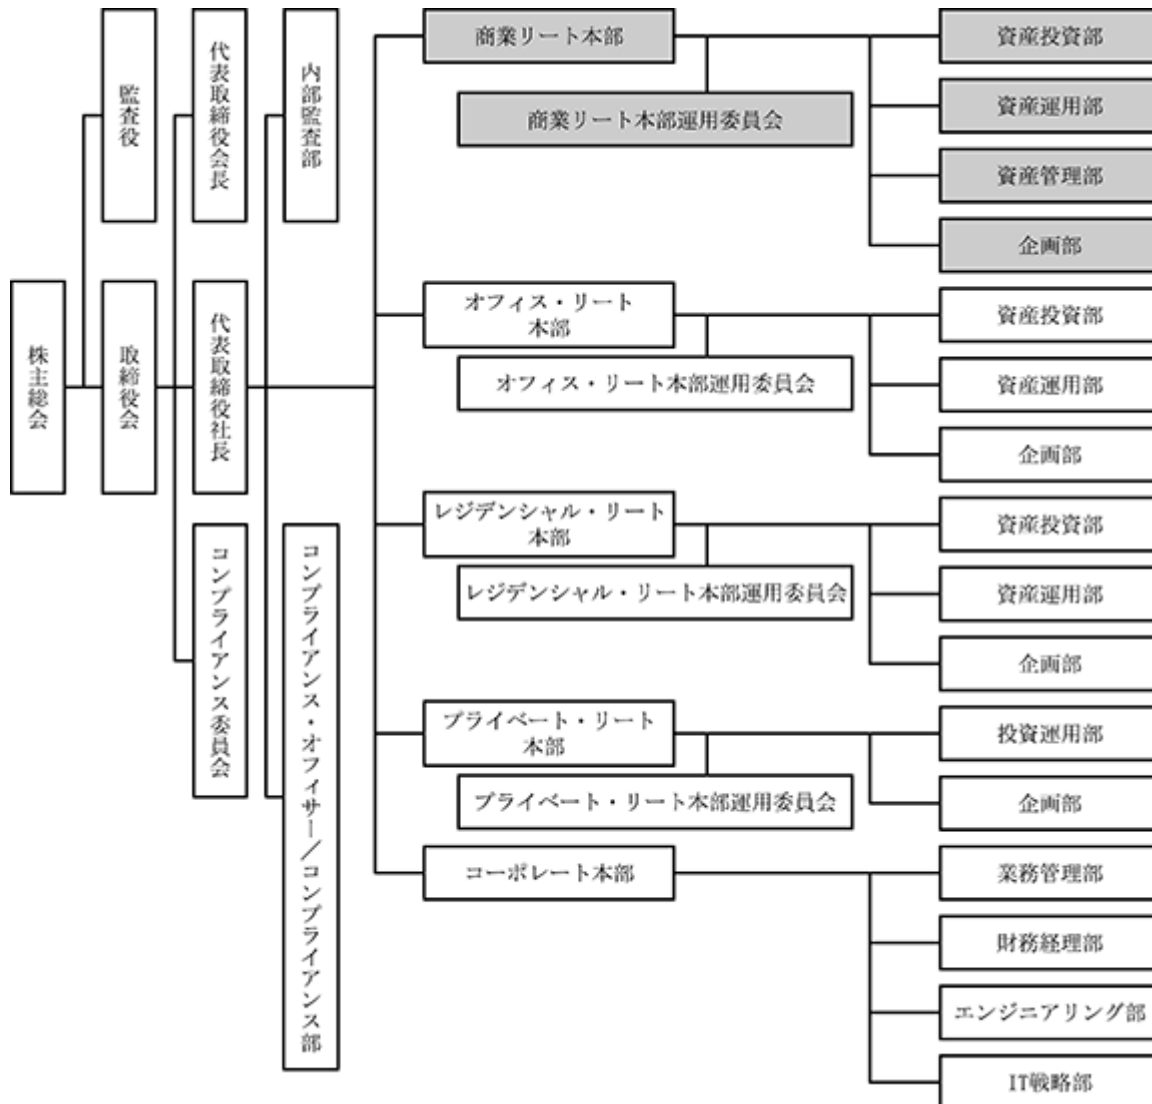 株主総会
監査役
取締役会
代表取締役会長
代表取締役社長
コンプライアンス委員会
内部監査部
コンプライアンス・オフィサー／コンプライアンス部
商業リート本部
商業リート本部運用委員会
資産投資部
資産運用部
資産管理部
企画部
オフィス・リート
本部
オフィス・リート本部運用委員会
資産投資部
資産運用部
企画部
レジデンシャル・リート
本部
レジデンシャル・リート本部運用委員会
資産投資部
資産運用部
企画部
プライベート・リート
本部
プライベート・リート本部運用委員会
投資運用部
企画部
コーポレート本部
業務管理部
財務経理部
エンジニアリング部
IT戦略部